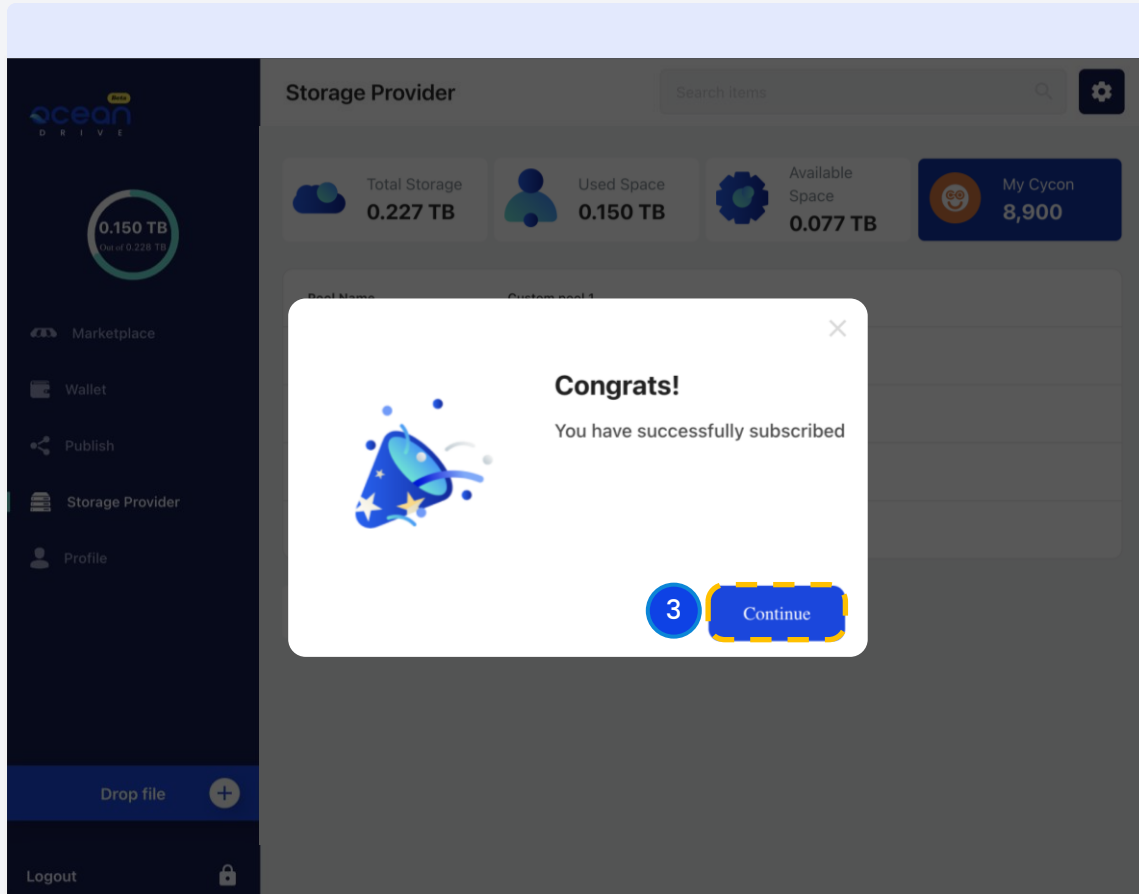 Beta
ocean
DRIVE
0.150 TB
Out of 0.228 TB
Marketplace
Wallet
Publish
Storage Provider
Profile
Drop file
Logout
Storage Provider
Search items
Total Storage
0.227 TB
Used Space
0.150 TB
Available
Space
0.077 TB
My Cycon
8,900
Pool Name Custom pool 1
Congrats!
You have successfully subscribed
3
Continue